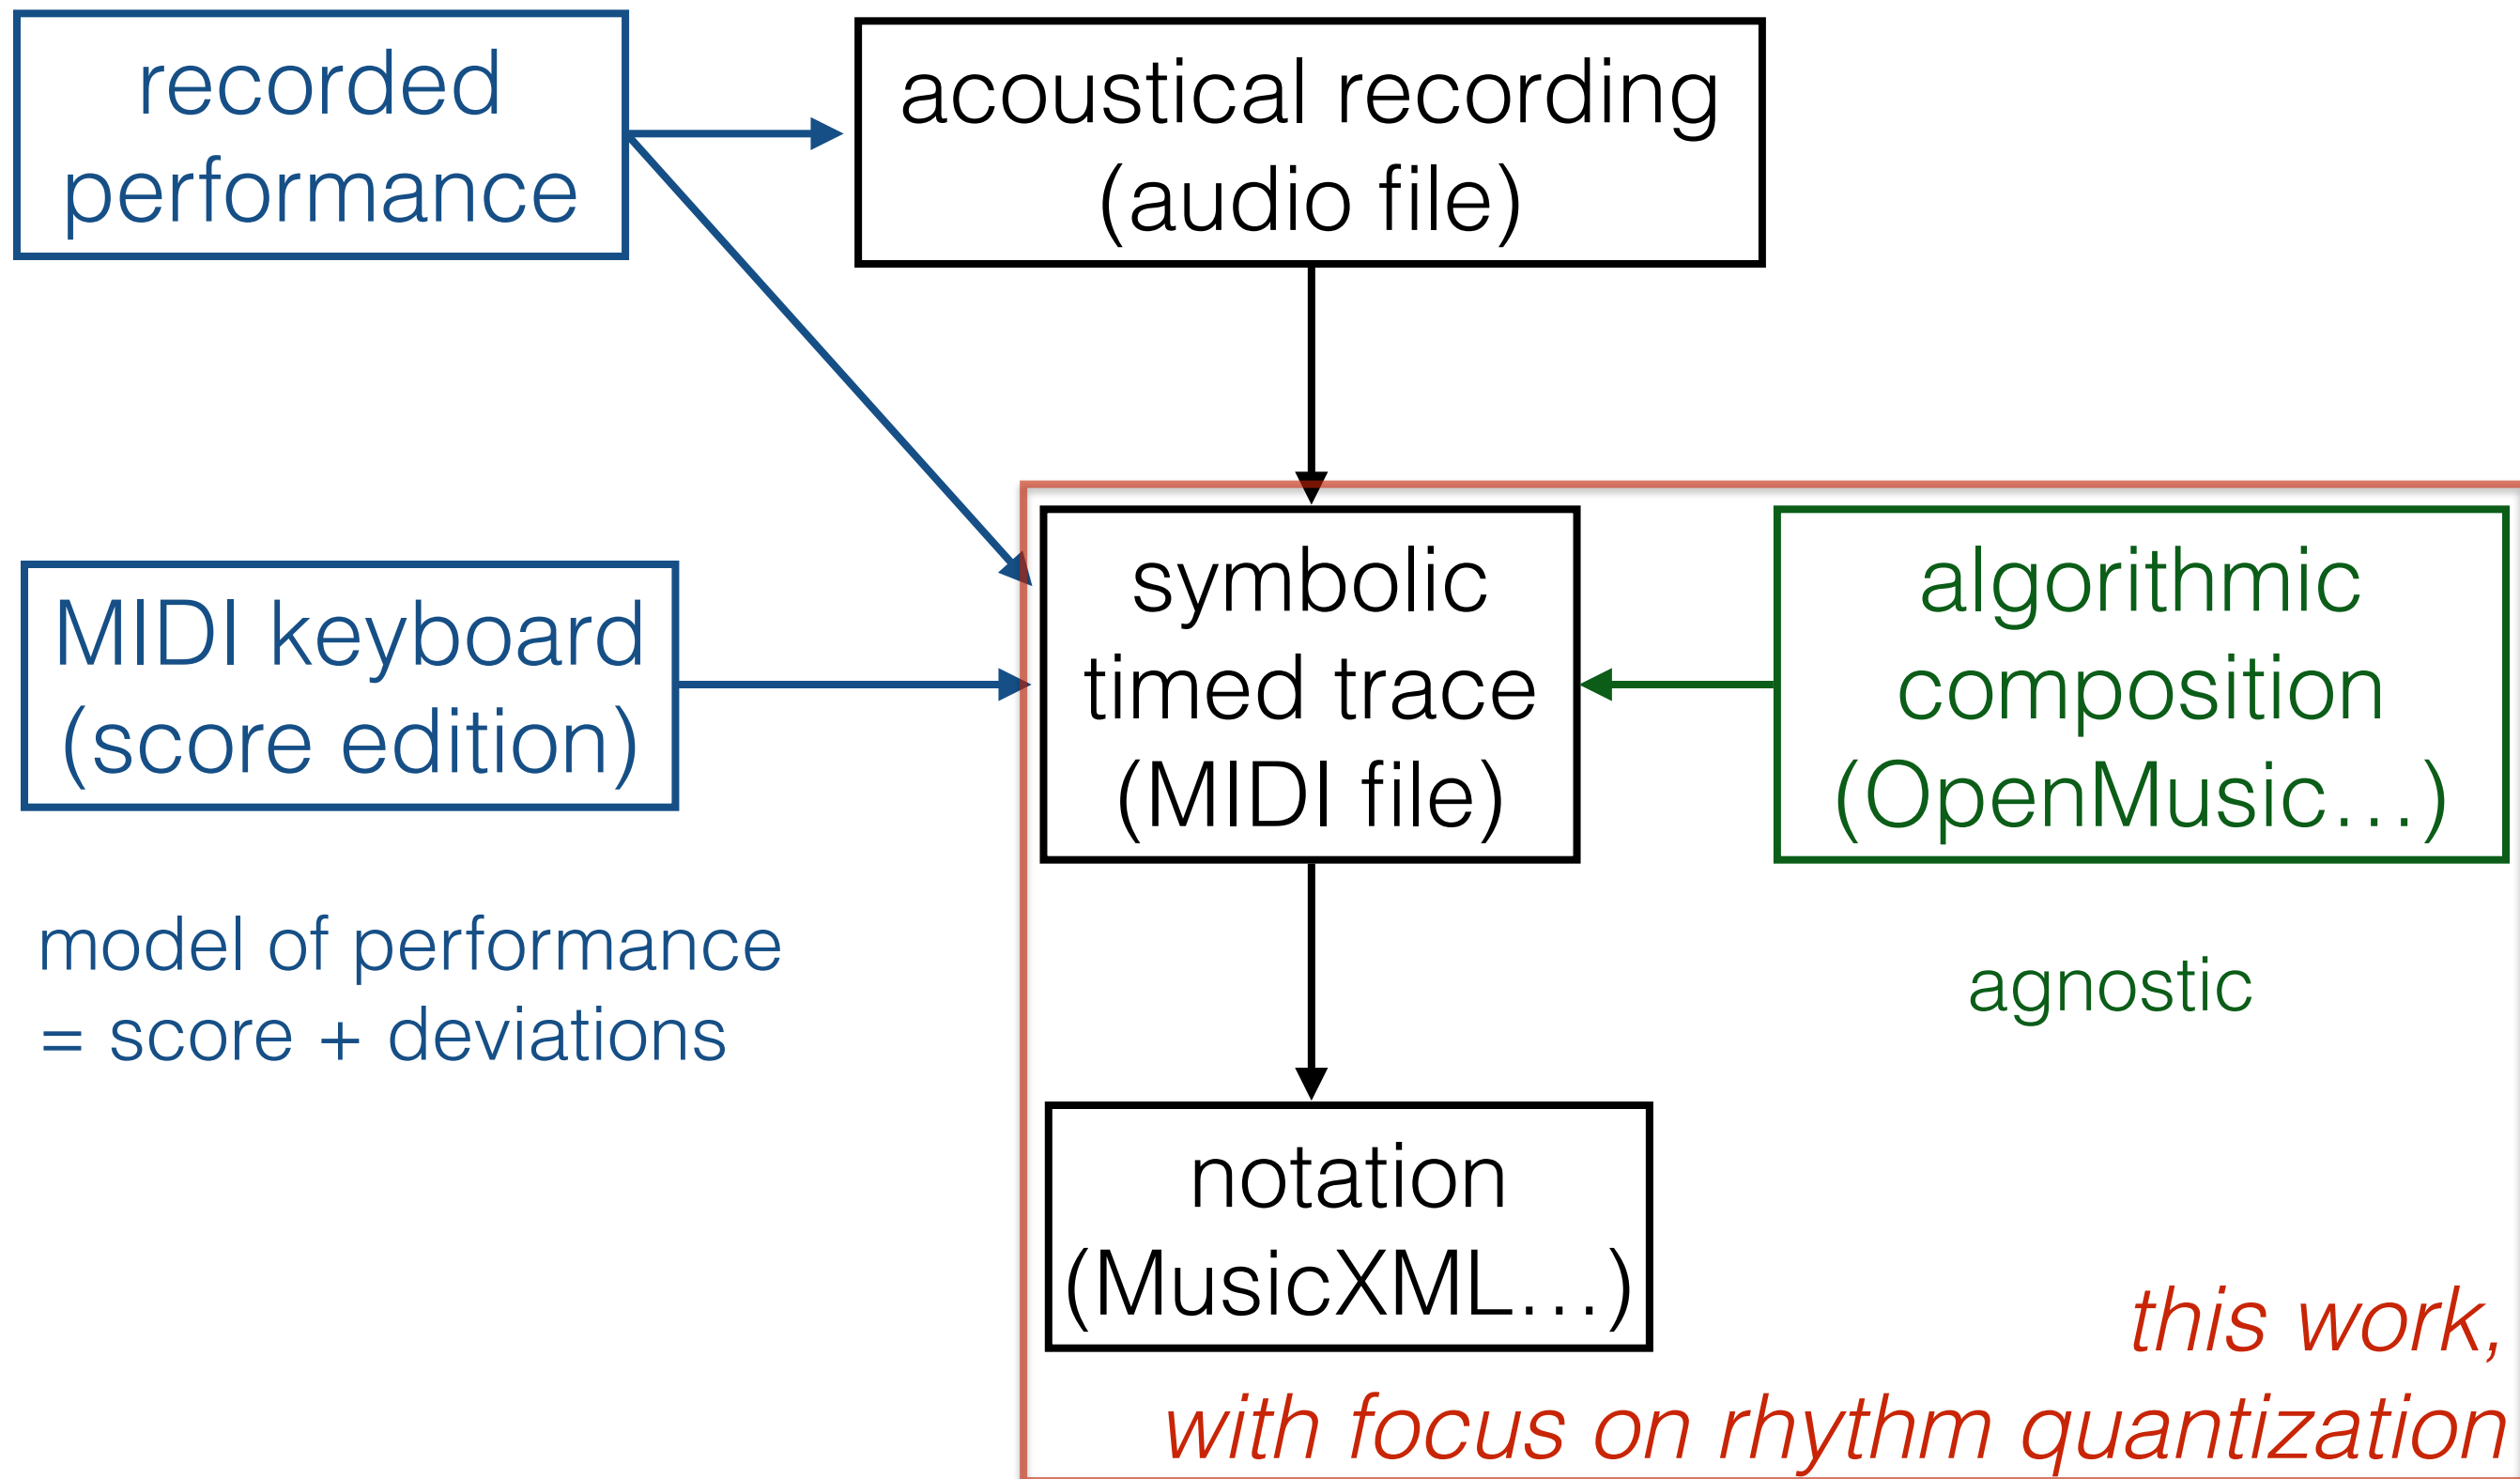 recorded
performance
acoustical recording
(audio file)
MIDI keyboard
(score edition)
symbolic
timed trace
(MIDI file)
algorithmic
composition
(OpenMusic…)
model of performance
= score + deviations
agnostic
notation
(MusicXML…)
this work,
with focus on rhythm quantization